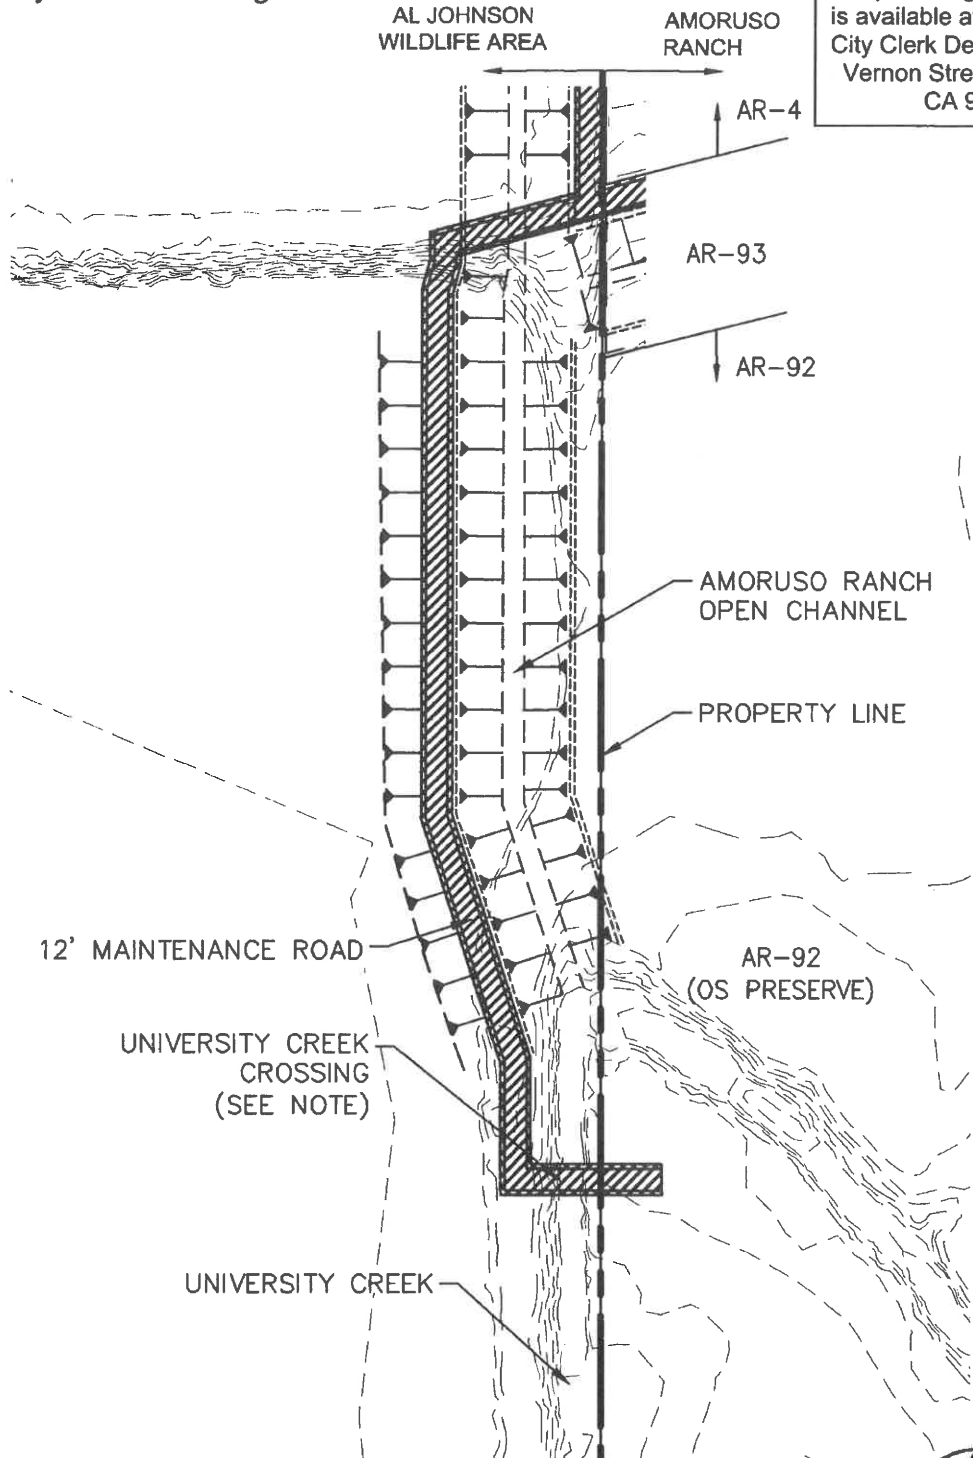 AL JOHNSON
WILDLIFE AREA
AMORUSO
RANCH
is available a
City Clerk De
Vernon Stre
CA 9
AR-4
AR-93
AR-92
AMORUSO RANCH
OPEN CHANNEL
PROPERTY LINE
12' MAINTENANCE ROAD
AR-92
(OS PRESERVE)
UNIVERSITY CREEK
CROSSING
(SEE NOTE)
UNIVERSITY CREEK